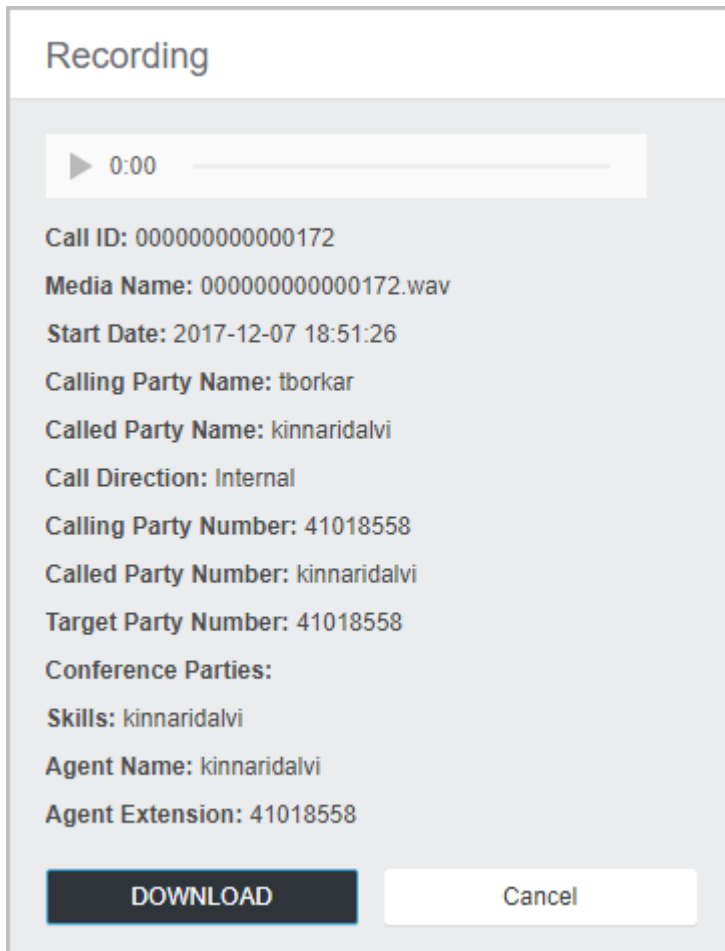 Recording
0:00
Call ID: 000000000000172
Media Name: 000000000000172.wav
Start Date: 2017-12-07 18:51:26
Calling Party Name: tborkar
Called Party Name: kinnaridalvi
Call Direction: Internal
Calling Party Number: 41018558
Called Party Number: kinnaridalvi
Target Party Number: 41018558
Conference Parties:
Skills: kinnaridalvi
Agent Name: kinnaridalvi
Agent Extension: 41018558
DOWNLOAD Cancel